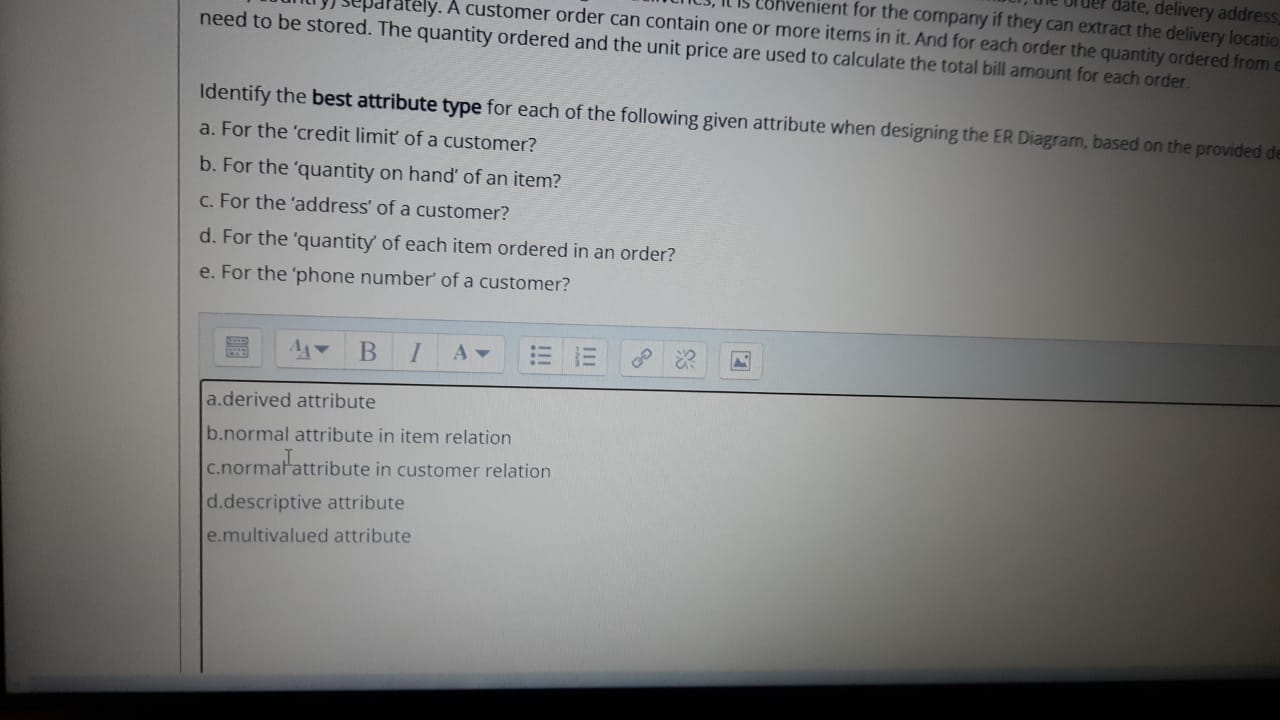 separately. A customer order can contain one or more items in it. And for each order the quantity ordered from
it is convenient for the company if they can extract the delivery locatio
order date, delivery address
need to be stored. The quantity ordered and the unit price are used to calculate the total bill amount for each order.
Identify the best attribute type for each of the following given attribute when designing the ER Diagram, based on the provided de
a. For the 'credit limit' of a customer?
b. For the 'quantity on hand' of an item?
c. For the 'address' of a customer?
d. For the 'quantity' of each item ordered in an order?
e. For the 'phone number' of a customer?
a.derived attribute
b.normal attribute in item relation
c.normal attribute in customer relation
d.descriptive attribute
e.multivalued attribute